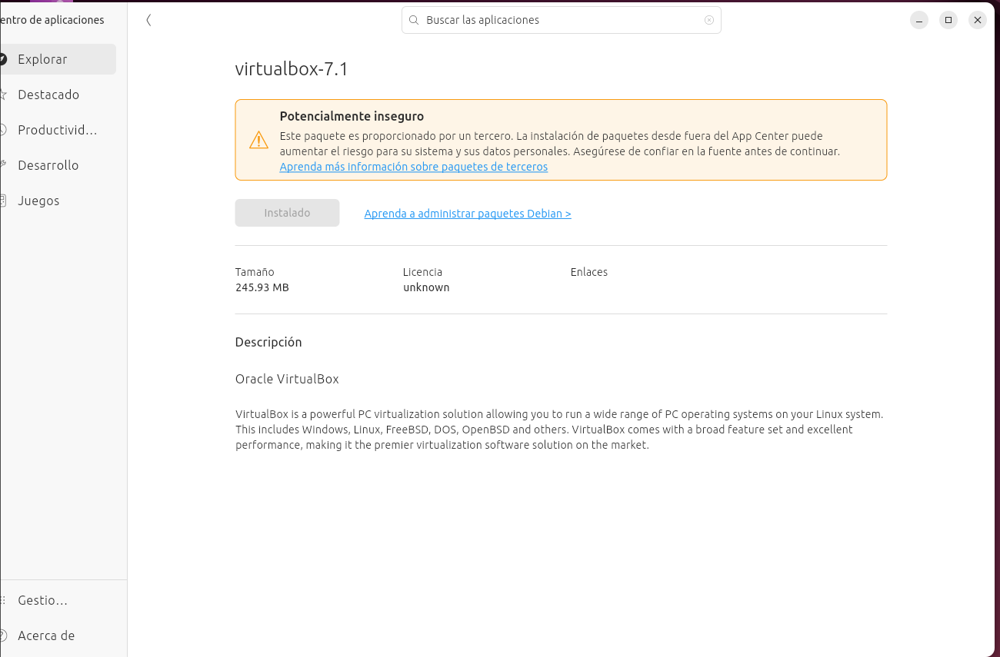 entro de aplicaciones
Buscar las aplicaciones
Explorar
Destacado
Productivid...
Desarrollo
Juegos
Gestio...
Acerca de
virtualbox-7.1
Potencialmente inseguro
Este paquete es proporcionado por un tercero. La instalación de paquetes desde fuera del App Center puede
aumentar el riesgo para su sistema y sus datos personales. Asegúrese de confiar en la fuente antes de continuar.
Aprenda más información sobre paquetes de terceros
Instalado
Aprenda a administrar paquetes Debian >
Tamaño
245.93 MB
Licencia
unknown
Enlaces
Descripción
Oracle VirtualBox
VirtualBox is a powerful PC virtualization solution allowing you to run a wide range of PC operating systems on your Linux system.
This includes Windows, Linux, FreeBSD, DOS, OpenBSD and others. VirtualBox comes with a broad feature set and excellent
performance, making it the premier virtualization software solution on the market.